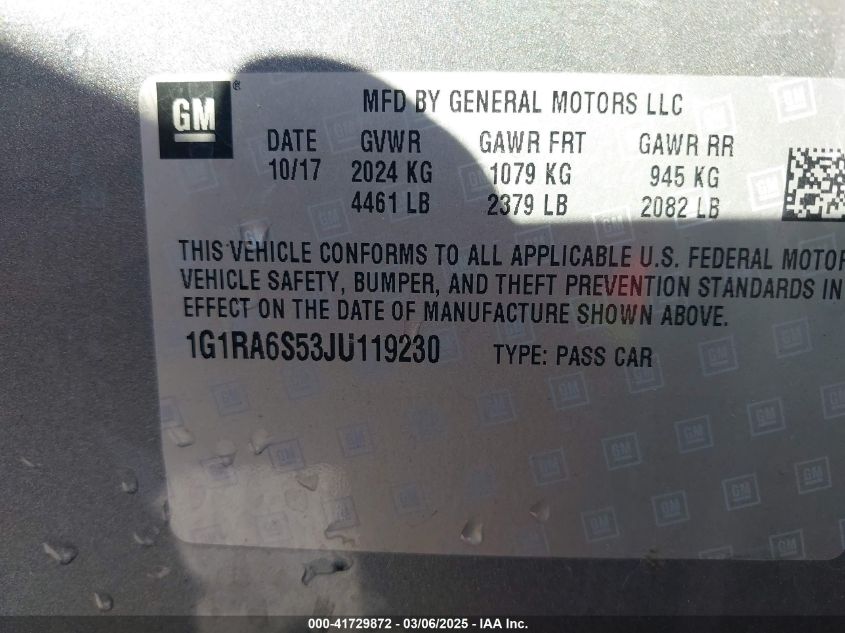 GM ®
MFD BY GENERAL MOTORS LLC
DATE GVWR GAWR FRT GAWR RR
10/17 2024 KG 1079 KG 945 KG
4461 LB 2379 LB 2082 LB
THIS VEHICLE CONFORMS TO ALL APPLICABLE U.S. FEDERAL MOTOR
VEHICLE SAFETY, BUMPER, AND THEFT PREVENTION STANDARDS IN
EFFECT ON THE DATE OF MANUFACTURE SHOWN ABOVE.
1G1RA6S53JU119230 TYPE: PASS CAR
000-41729872 - 03/06/2025 - IAA Inc.